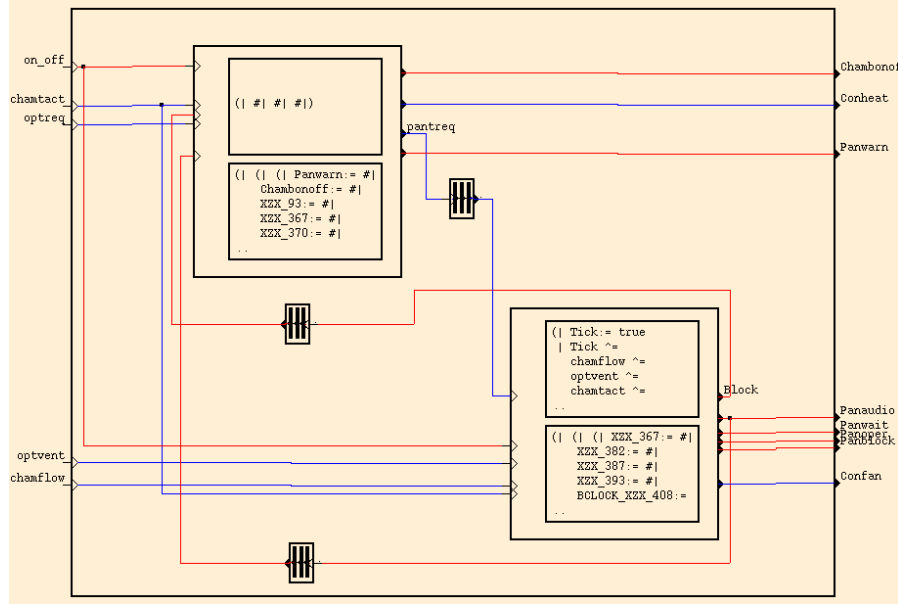 on_off
chamtact
optreq
(| #| #| #|)
(| (| (| Panwarn:= #|
Chambonoff:= #|
XZX_93:= #|
XZX_367:= #|
XZX_370:= #|
..
pantreq
Chambonof
Conheat
Panwarn
(| Tick:= true
| Tick ^=
chamflow ^=
optvent ^=
chamtact ^=
..
(| (| (| XZX_367:= #|
XZX_382:= #|
XZX_387:= #|
XZX_393:= #|
BCLOCK_XZX_408:=
..
Block
Panaudio
Panwait
Panoper
Panblock
Confan
optvent
chamflow